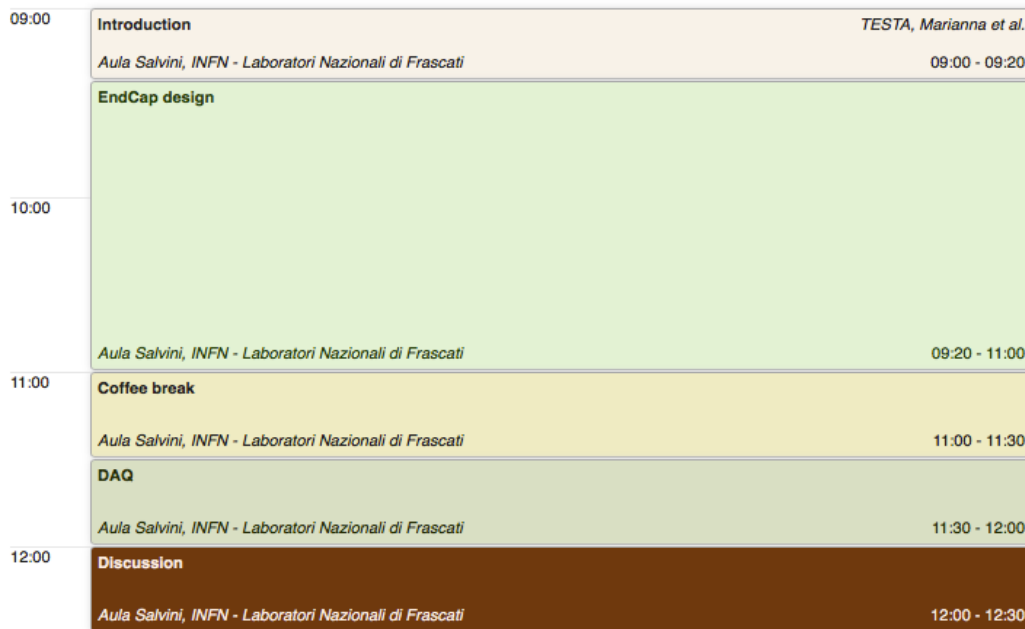 09:00
Introduction TESTA, Marianna et al.
Aula Salvini, INFN - Laboratori Nazionali di Frascati 09:00 - 09:20
EndCap design
10:00
Aula Salvini, INFN - Laboratori Nazionali di Frascati 09:20 - 11:00
11:00
Coffee break
Aula Salvini, INFN - Laboratori Nazionali di Frascati 11:00 - 11:30
DAQ
Aula Salvini, INFN - Laboratori Nazionali di Frascati 11:30 - 12:00
12:00
Discussion
Aula Salvini, INFN - Laboratori Nazionali di Frascati 12:00 - 12:30